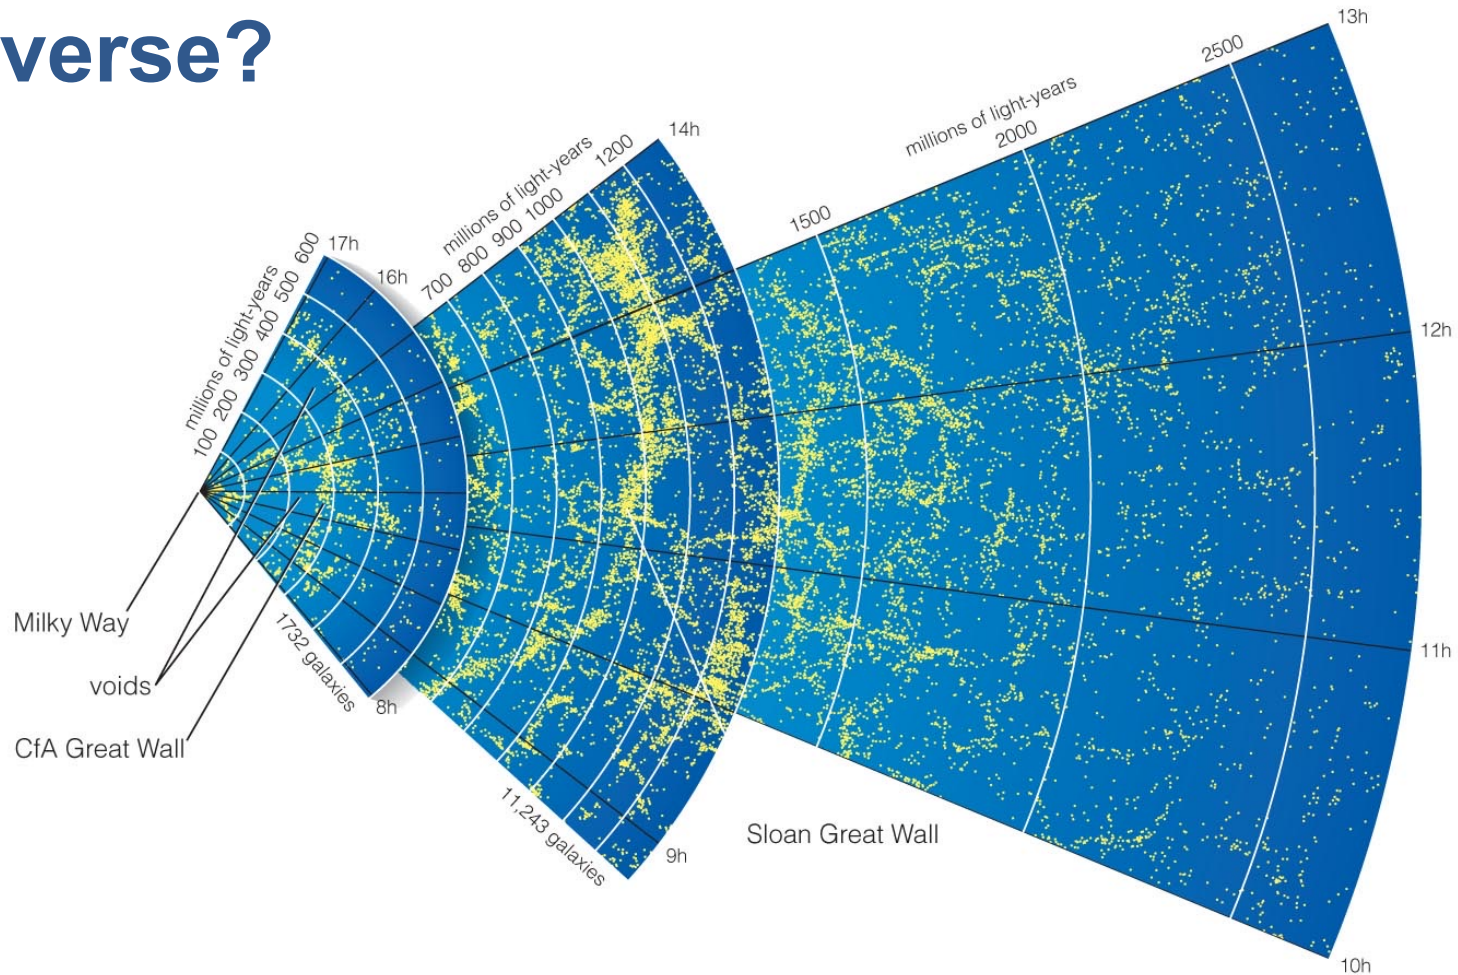 verse?
millions of light-years
100 200 300 400 500 600
17h
16h
1732 galaxies
8h
Milky Way
voids
CfA Great Wall
millions of light-years
700 800 900 1000 1200
14h
11,243 galaxies
9h
Sloan Great Wall
millions of light-years
1500 2000 2500
13h
12h
11h
10h